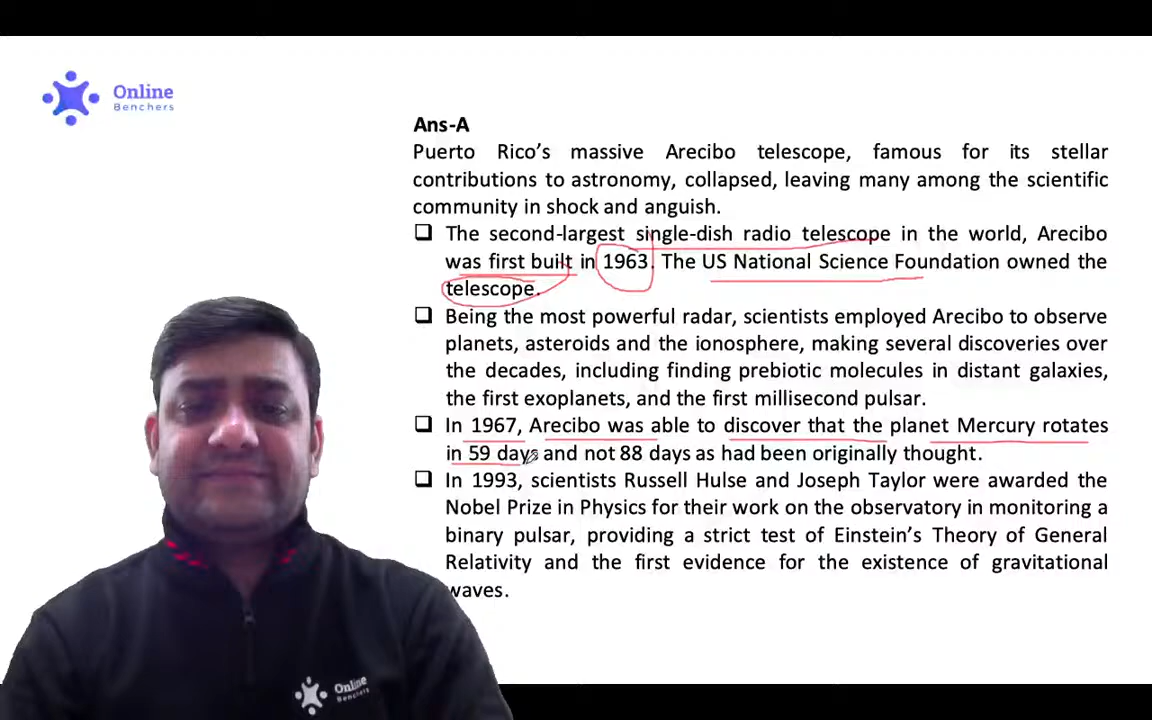 Online
Benchers
Ans-A
Puerto Rico’s massive Arecibo telescope, famous for its stellar
contributions to astronomy, collapsed, leaving many among the scientific
community in shock and anguish.
The second-largest single-dish radio telescope in the world, Arecibo
was first built in 1963. The US National Science Foundation owned the
telescope.
Being the most powerful radar, scientists employed Arecibo to observe
planets, asteroids and the ionosphere, making several discoveries over
the decades, including finding prebiotic molecules in distant galaxies,
the first exoplanets, and the first millisecond pulsar.
In 1967, Arecibo was able to discover that the planet Mercury rotates
in 59 days and not 88 days as had been originally thought.
In 1993, scientists Russell Hulse and Joseph Taylor were awarded the
Nobel Prize in Physics for their work on the observatory in monitoring a
binary pulsar, providing a strict test of Einstein’s Theory of General
Relativity and the first evidence for the existence of gravitational
waves.
Online
Benchers